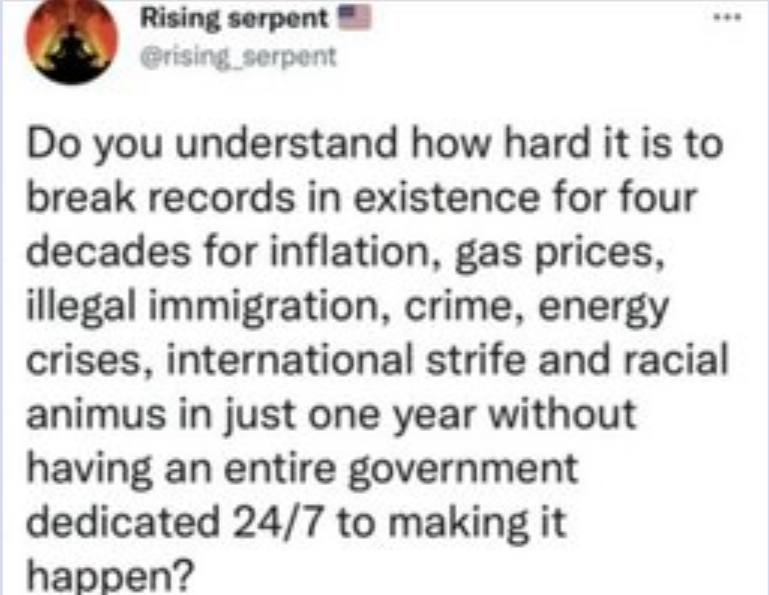 Rising serpent 🇺🇸
@rising_serpent
Do you understand how hard it is to
break records in existence for four
decades for inflation, gas prices,
illegal immigration, crime, energy
crises, international strife and racial
animus in just one year without
having an entire government
dedicated 24/7 to making it
happen?